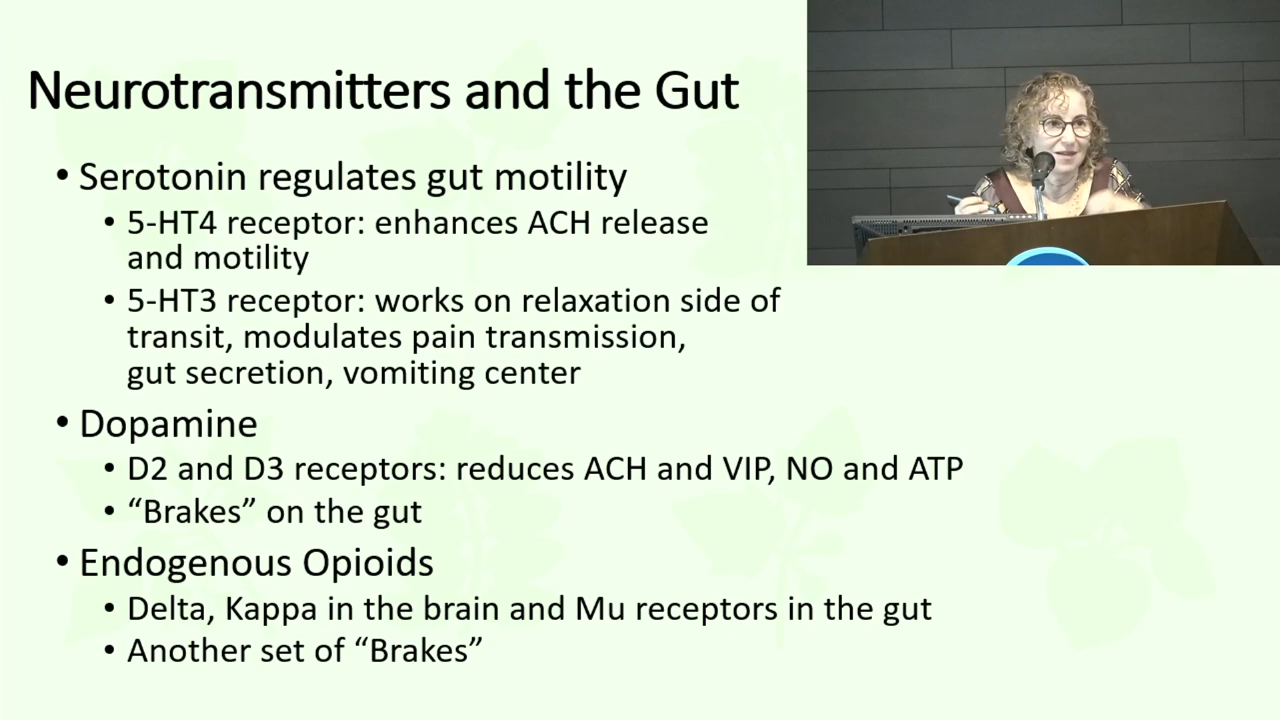 Neurotransmitters and the Gut
• Serotonin regulates gut motility
• 5-HT4 receptor: enhances ACH release
and motility
• 5-HT3 receptor: works on relaxation side of
transit, modulates pain transmission,
gut secretion, vomiting center
• Dopamine
• D2 and D3 receptors: reduces ACH and VIP, NO and ATP
• “Brakes” on the gut
• Endogenous Opioids
• Delta, Kappa in the brain and Mu receptors in the gut
• Another set of “Brakes”